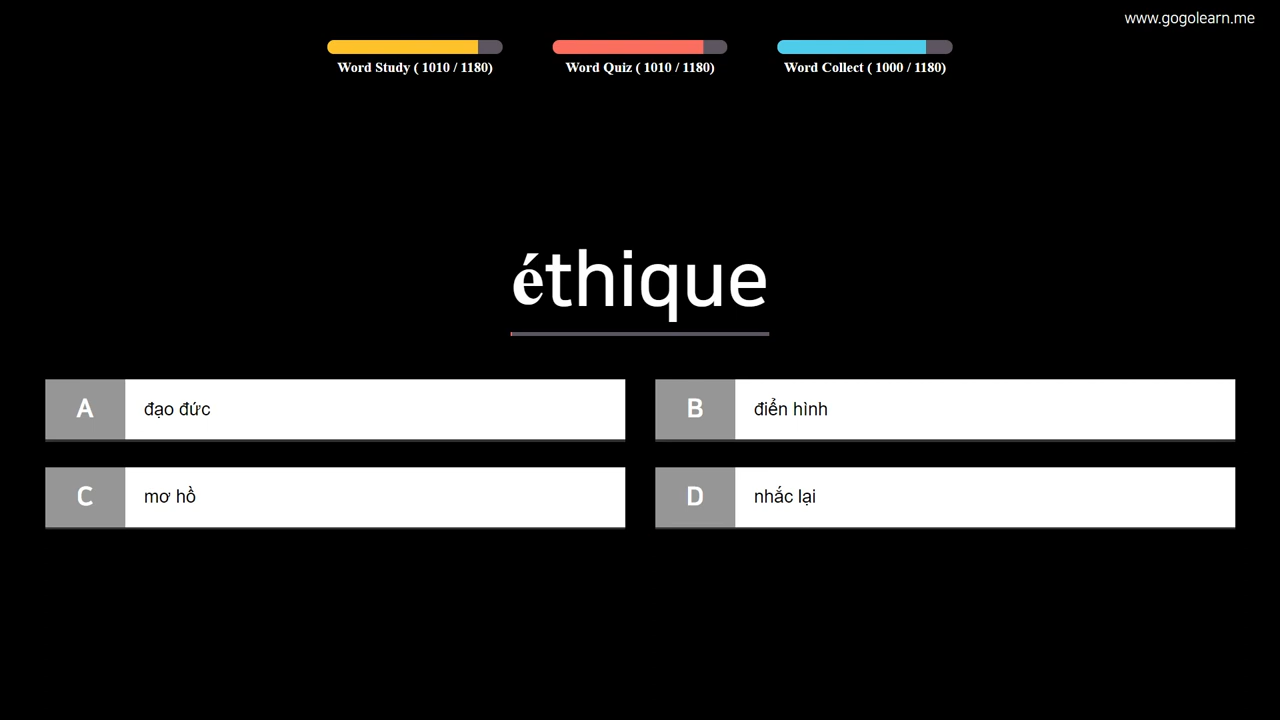 www.gogolearn.me
Word Study ( 1010 / 1180)
Word Quiz ( 1010 / 1180)
Word Collect ( 1000 / 1180)
éthique
A đạo đức
B điển hình
C mơ hồ
D nhắc lại